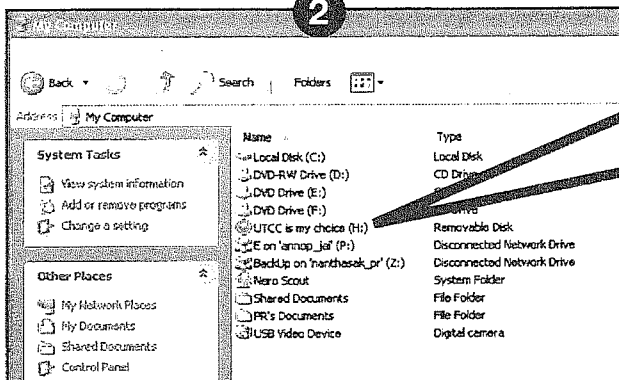 2
My Computer
Back Search Folders
Address My Computer
Name Type
System Tasks
View system information
Add or remove programs
Change a setting
Other Places
My Network Places
My Documents
Shared Documents
Control Panel
Local Disk (C:) Local Disk
DVD-RW Drive (D:) CD Drive
DVD Drive (E:)
DVD Drive (F:)
UTCC is my choice (H:) Removable Disk
E on 'annop_jai' (P:) Disconnected Network Drive
BackUp on 'nanthasak_pr' (Z:) Disconnected Network Drive
Nero Scout System Folder
Shared Documents File Folder
PR's Documents File Folder
USB Video Device Digital camera